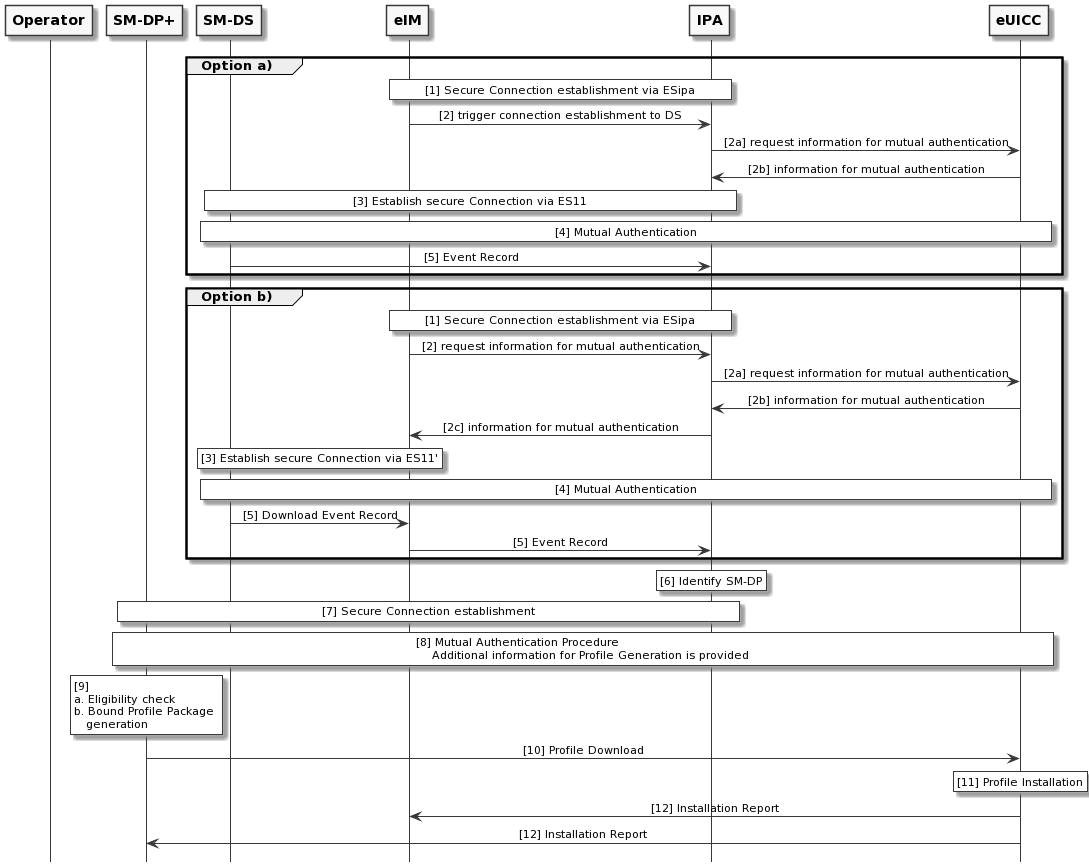 Operator SM-DP+ SM-DS eIM IPA eUICC
Option a)
[1] Secure Connection establishment via ESipa
[2] trigger connection establishment to DS
[2a] request information for mutual authentication
[2b] information for mutual authentication
[3] Establish secure Connection via ES11
[4] Mutual Authentication
[5] Event Record
Option b)
[1] Secure Connection establishment via ESipa
[2] request information for mutual authentication
[2a] request information for mutual authentication
[2b] information for mutual authentication
[2c] information for mutual authentication
[3] Establish secure Connection via ES11'
[4] Mutual Authentication
[5] Download Event Record
[5] Event Record
[6] Identify SM-DP
[7] Secure Connection establishment
[8] Mutual Authentication Procedure
Additional information for Profile Generation is provided
[9]
a. Eligibility check
b. Bound Profile Package
generation
[10] Profile Download
[11] Profile Installation
[12] Installation Report
[12] Installation Report